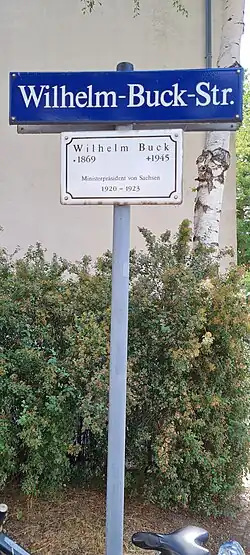 Wilhelm-Buck-Str.
Wilhelm Buck
*1869 +1945
Ministerpräsident von Sachsen
1920 – 1923